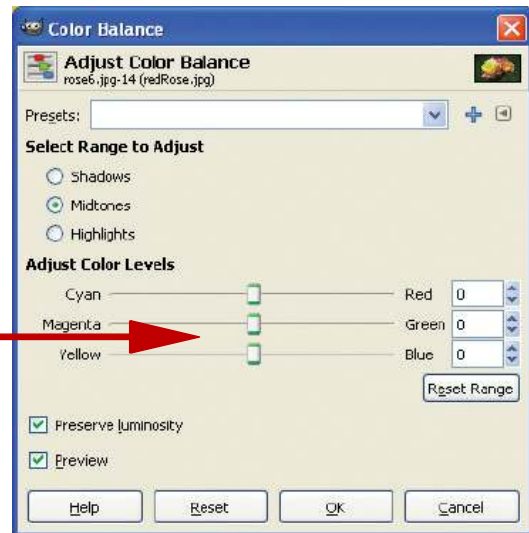 Color Balance
Adjust Color Balance
rose6.jpg-14 (redRose.jpg)
Presets:
Select Range to Adjust
Shadows
Midtones
Highlights
Adjust Color Levels
Cyan Red 0
Magenta Green 0
Yellow Blue 0
Reset Range
Preserve luminosity
Preview
Help Reset OK Cancel